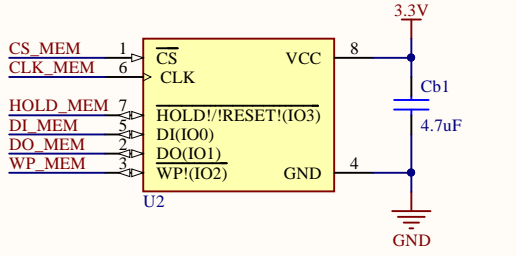 3.3V
CS_MEM 1 CS VCC 8
CLK_MEM 6 CLK
Cb1
HOLD_MEM 7 HOLD!/!RESET!(IO3)
4.7uF
DI_MEM 5 DI(IO0)
DO_MEM 2 DO(IO1)
WP_MEM 3 WP!(IO2) GND 4
U2
GND